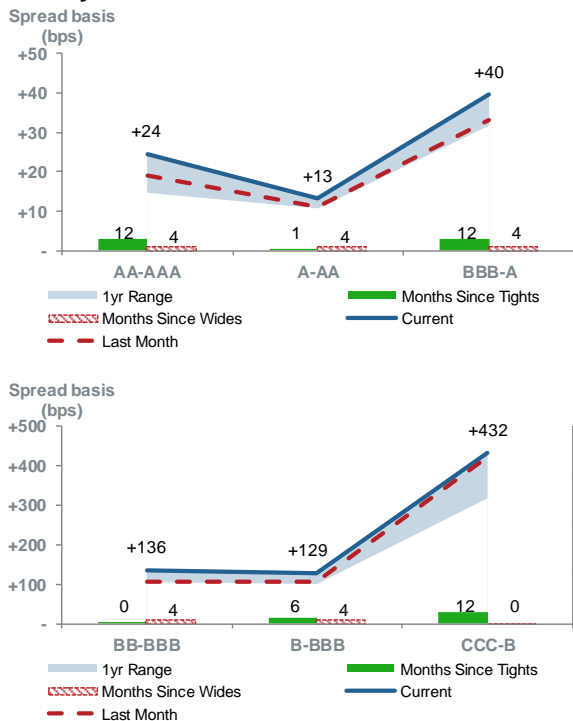 Spread basis
(bps)
+50
+40
+30
+20
+10
-
+24
+13
+40
12
4
1
4
12
4
AA-AAA
A-AA
BBB-A
1yr Range
Months Since Tights
Months Since Wides
Current
Last Month
Spread basis
(bps)
+500
+400
+300
+200
+100
-
+136
+129
+432
0
4
6
4
12
0
BB-BBB
B-BBB
CCC-B
1yr Range
Months Since Tights
Months Since Wides
Current
Last Month